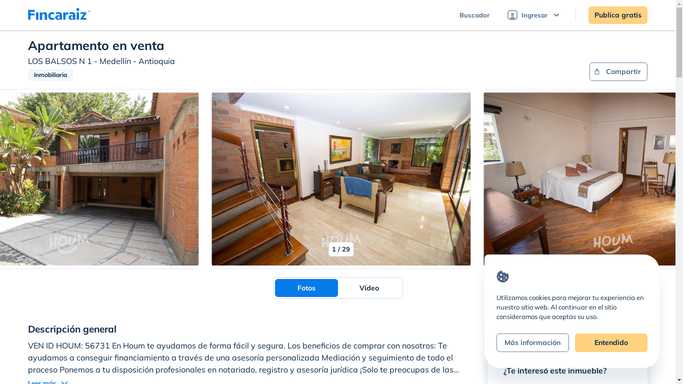 Fincaraiz
Buscador
Ingresar
Publica gratis
Apartamento en venta
LOS BALSOS N 1 - Medellín - Antioquia
Inmobiliaria
Compartir
HOUM
HOUM
HOUM
1 / 29
Fotos
Video
Utilizamos cookies para mejorar tu experiencia en
nuestro sitio web. Al continuar en el sitio
consideramos que aceptas su uso.
Más información
Entendido
Descripción general
VEN ID HOUM: 56731 En Houm te ayudamos de forma fácil y segura. Los beneficios de comprar con nosotros: Te
ayudamos a conseguir financiamiento a través de una asesoría personalizada Mediación y seguimiento de todo el
proceso Ponemos a tu disposición profesionales en notariado, registro y asesoría jurídica ¡Solo te preocupas de las...
Leer más
¿Te interesó este inmueble?